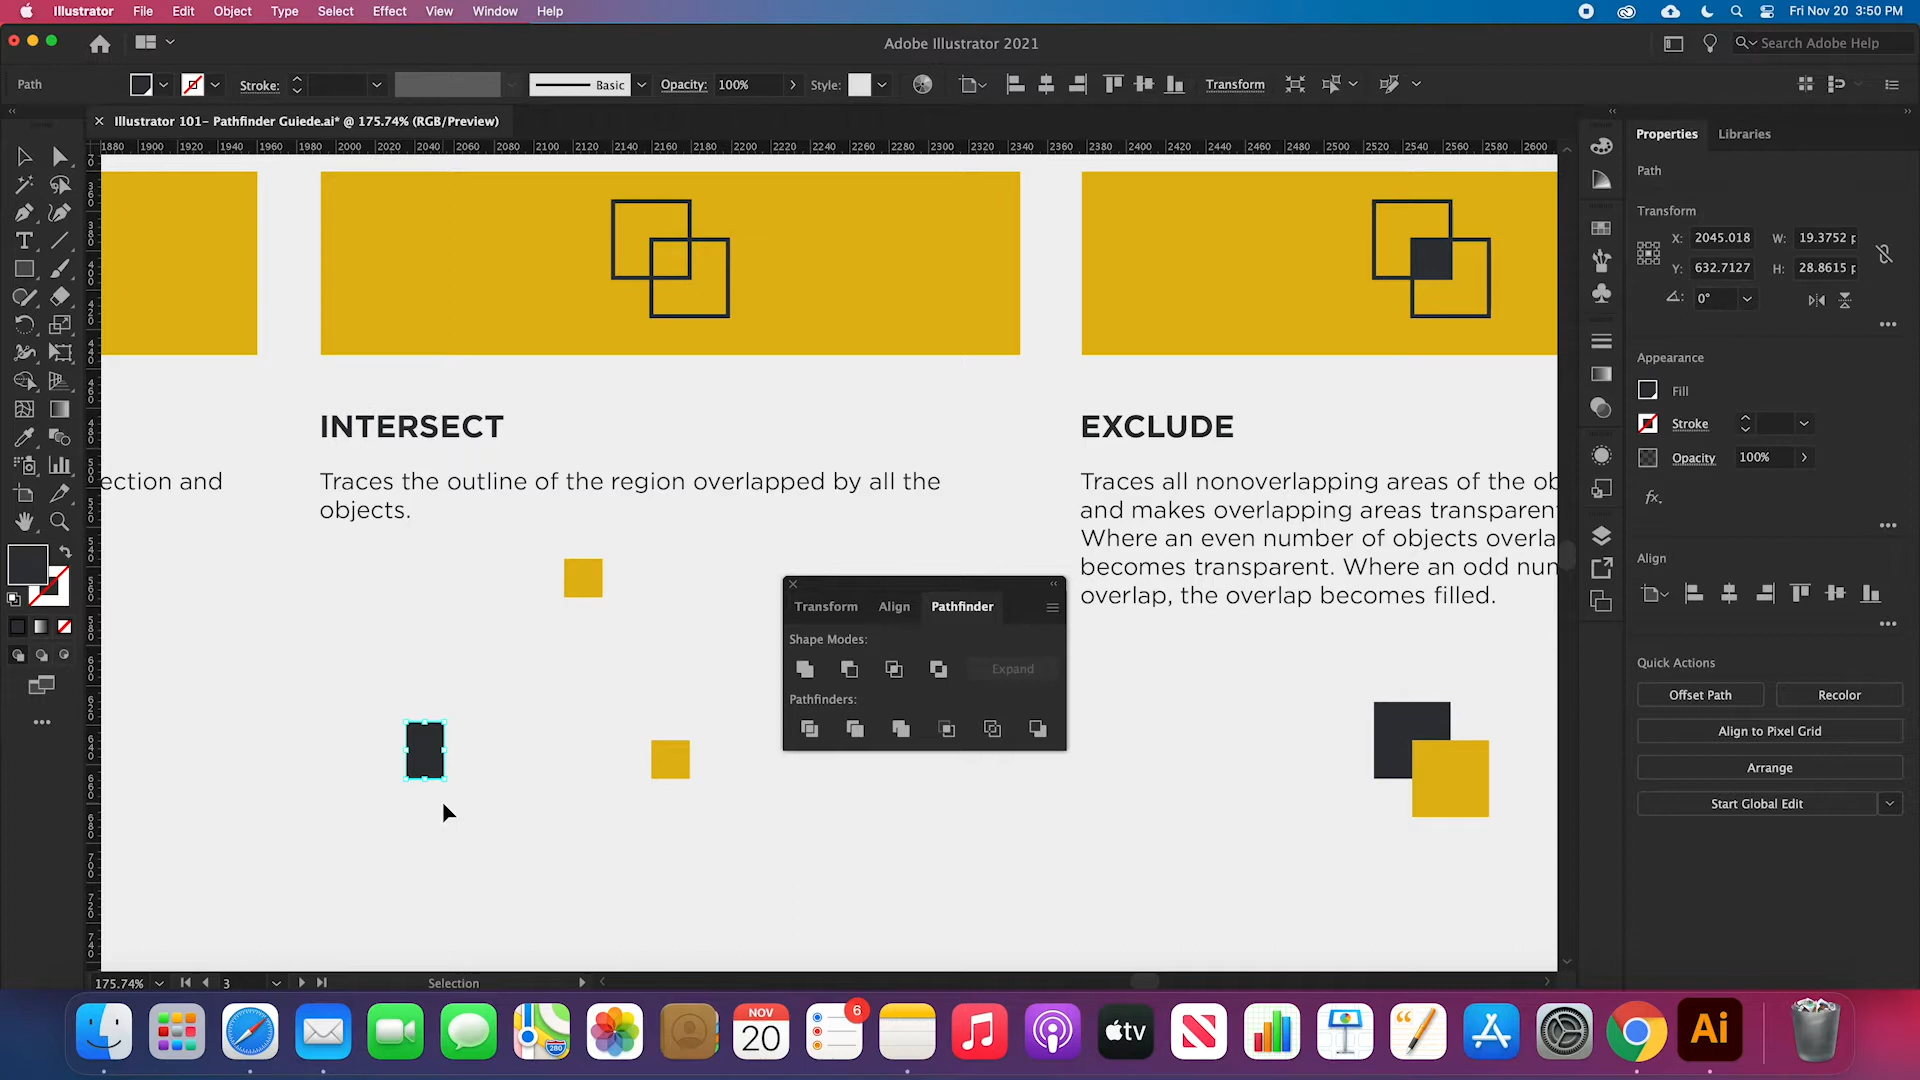 Illustrator File Edit Object Type Select Effect View Window Help Fri Nov 20 3:50 PM
Adobe Illustrator 2021 Search Adobe Help
Path Stroke: Basic Opacity: 100% Style: Transform
Illustrator 101- Pathfinder Guiede.ai* @ 175.74% (RGB/Preview)
1880 1900 1920 1940 1960 1980 2000 2020 2040 2060 2080 2100 2120 2140 2160 2180 2200 2220 2240 2260 2280 2300 2320 2340 2360 2380 2400 2420 2440 2460 2480 2500 2520 2540 2560 2580 2600
Properties Libraries
Path
Transform
X: 2045.018 W: 19.3752 p
Y: 632.7127 H: 28.8615 p
0°
Appearance
Fill
Stroke
Opacity 100%
fx.
Align
Quick Actions
Offset Path Recolor
Align to Pixel Grid
Arrange
Start Global Edit
INTERSECT
Traces the outline of the region overlapped by all the
objects.
ection and
EXCLUDE
Traces all nonoverlapping areas of the ob
and makes overlapping areas transparen
Where an even number of objects overla
becomes transparent. Where an odd nun
overlap, the overlap becomes filled.
Transform Align Pathfinder
Shape Modes:
Expand
Pathfinders:
175.74% 3 Selection
NOV
20
6
280
tv
Ai